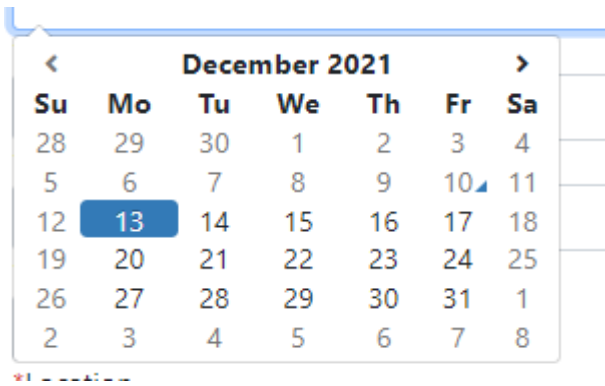 December 2021
Su Mo Tu We Th Fr Sa
28 29 30 1 2 3 4
5 6 7 8 9 10 11
12 13 14 15 16 17 18
19 20 21 22 23 24 25
26 27 28 29 30 31 1
2 3 4 5 6 7 8
*Location